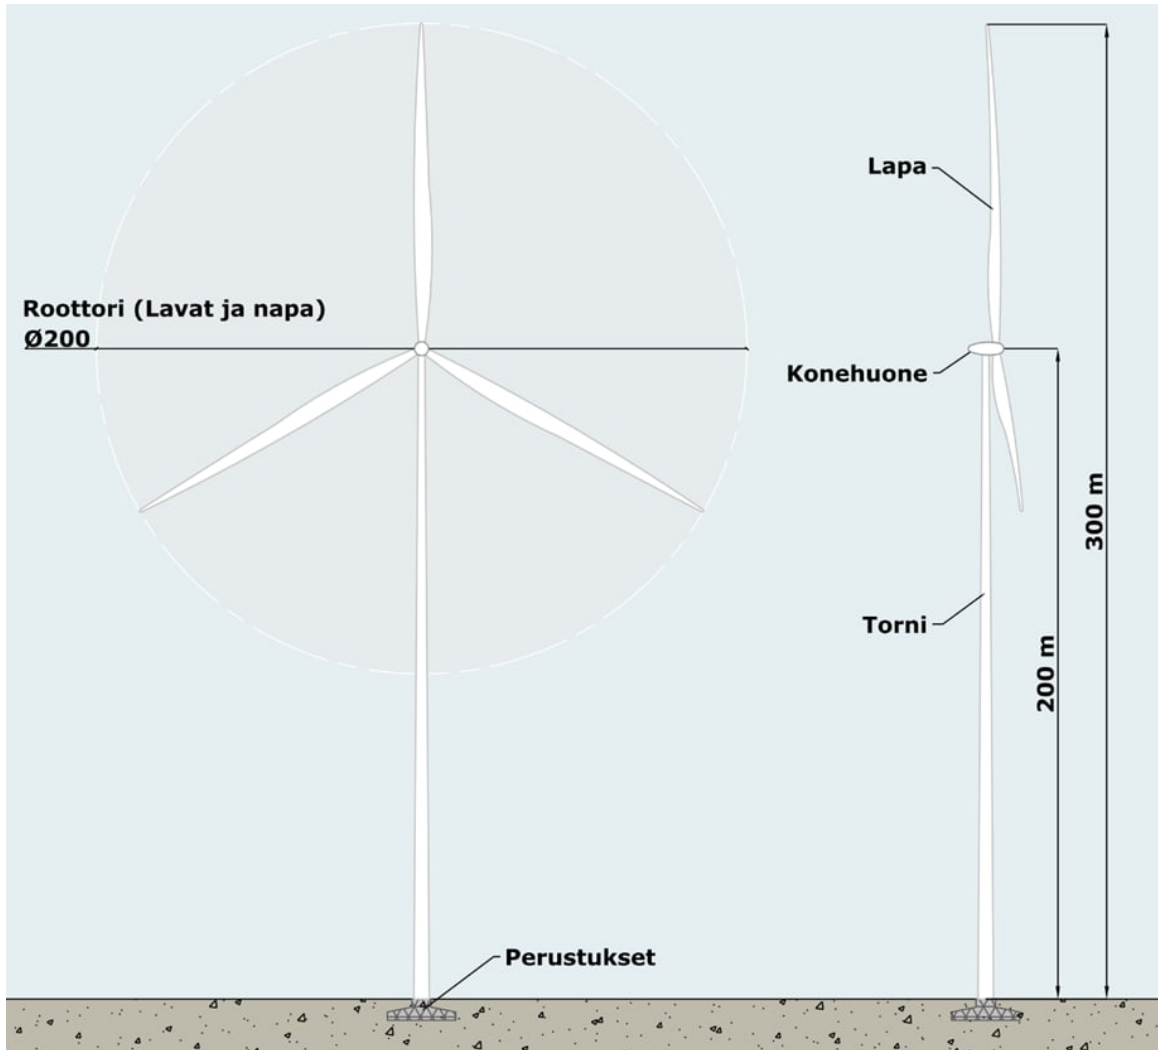 Lapa
Roottori (Lavat ja napa)
Ø200
Konehuone
300 m
Torni
200 m
Perustukset